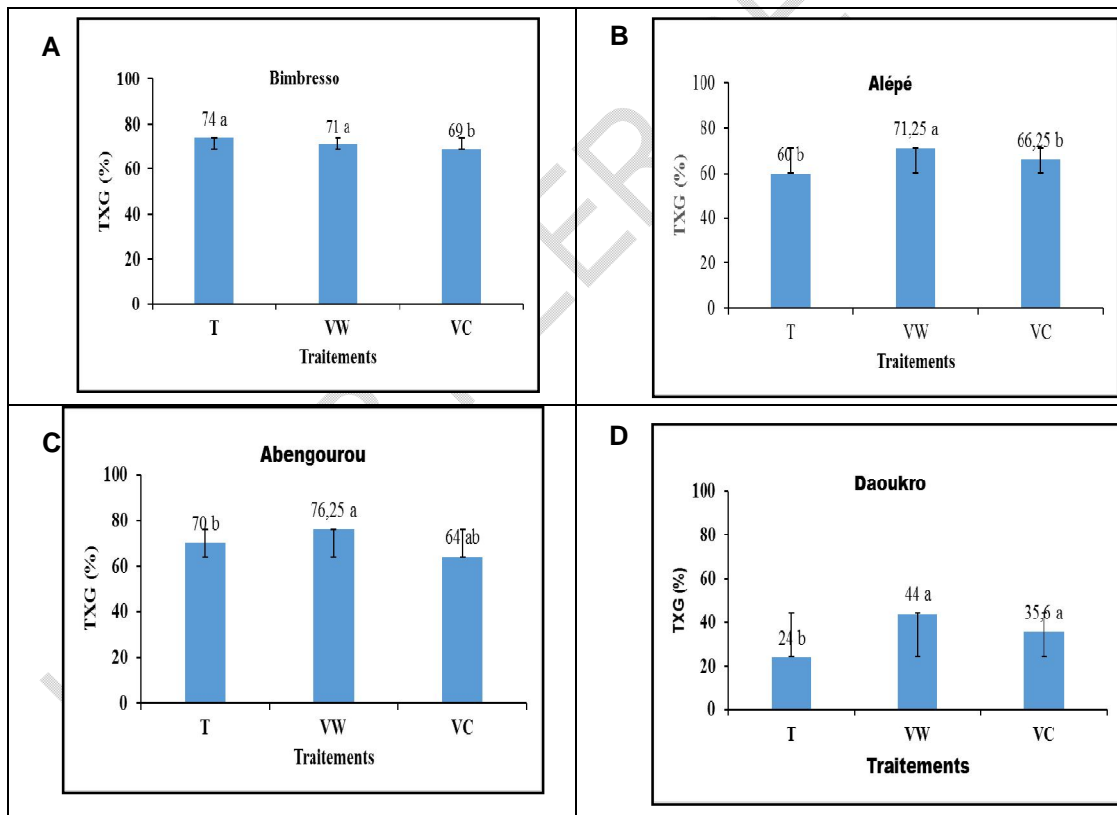 A
Bimbresso
TXG (%)
100
80
60
40
20
0
74 a
71 a
69 b
T VW VC
Traitements
B
Alépé
TXG (%)
100
80
60
40
20
0
60 b
71,25 a
66,25 b
T VW VC
Traitements
C
Abengourou
TXG (%)
100
80
60
40
20
0
70 b
76,25 a
64 ab
T VW VC
Traitements
D
Daoukro
TXG (%)
100
80
60
40
20
0
24 b
44 a
35,6 a
T VW VC
Traitements